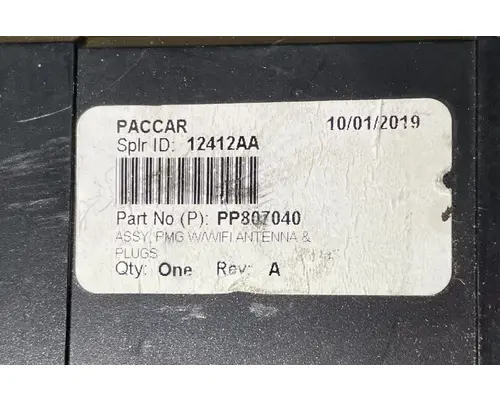 PACCAR 10/01/2019
Splr ID: 12412AA
Part No (P): PP807040
ASSY, PMG W/WIFI ANTENNA &
PLUGS
Qty: One Rev: A